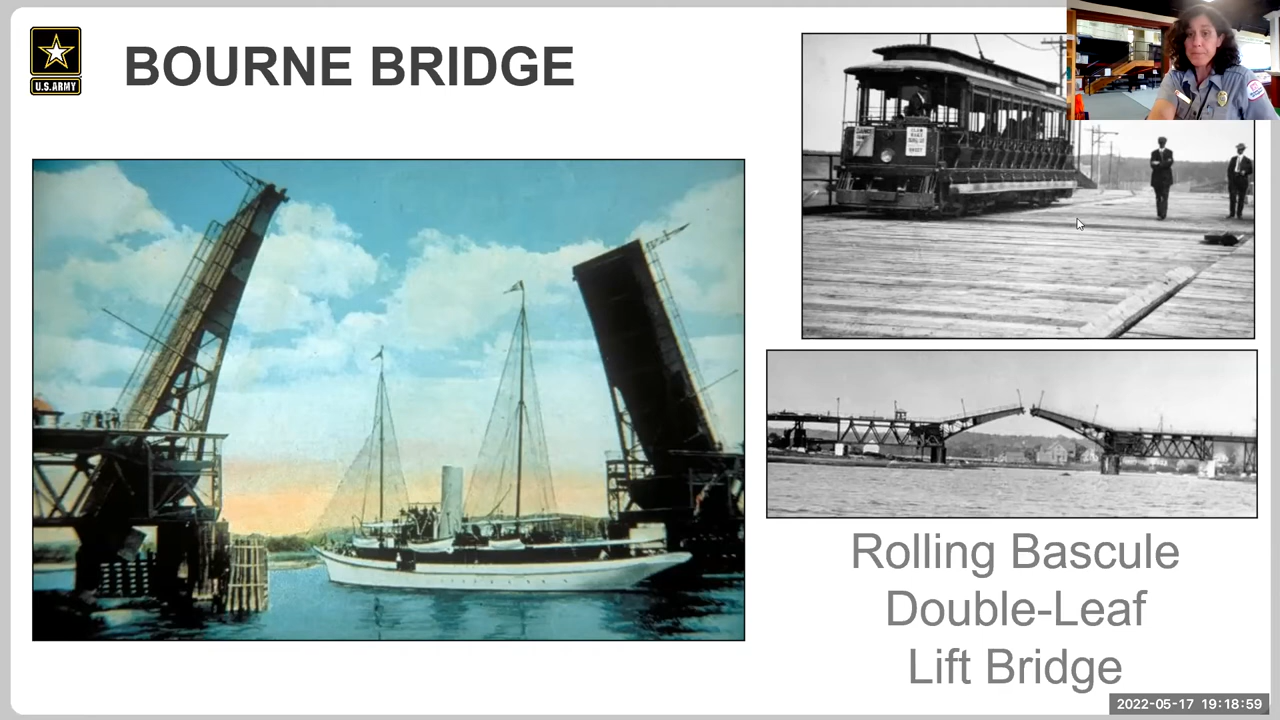 U.S.ARMY
BOURNE BRIDGE
Rolling Bascule
Double-Leaf
Lift Bridge
2022-05-17 19:18:59